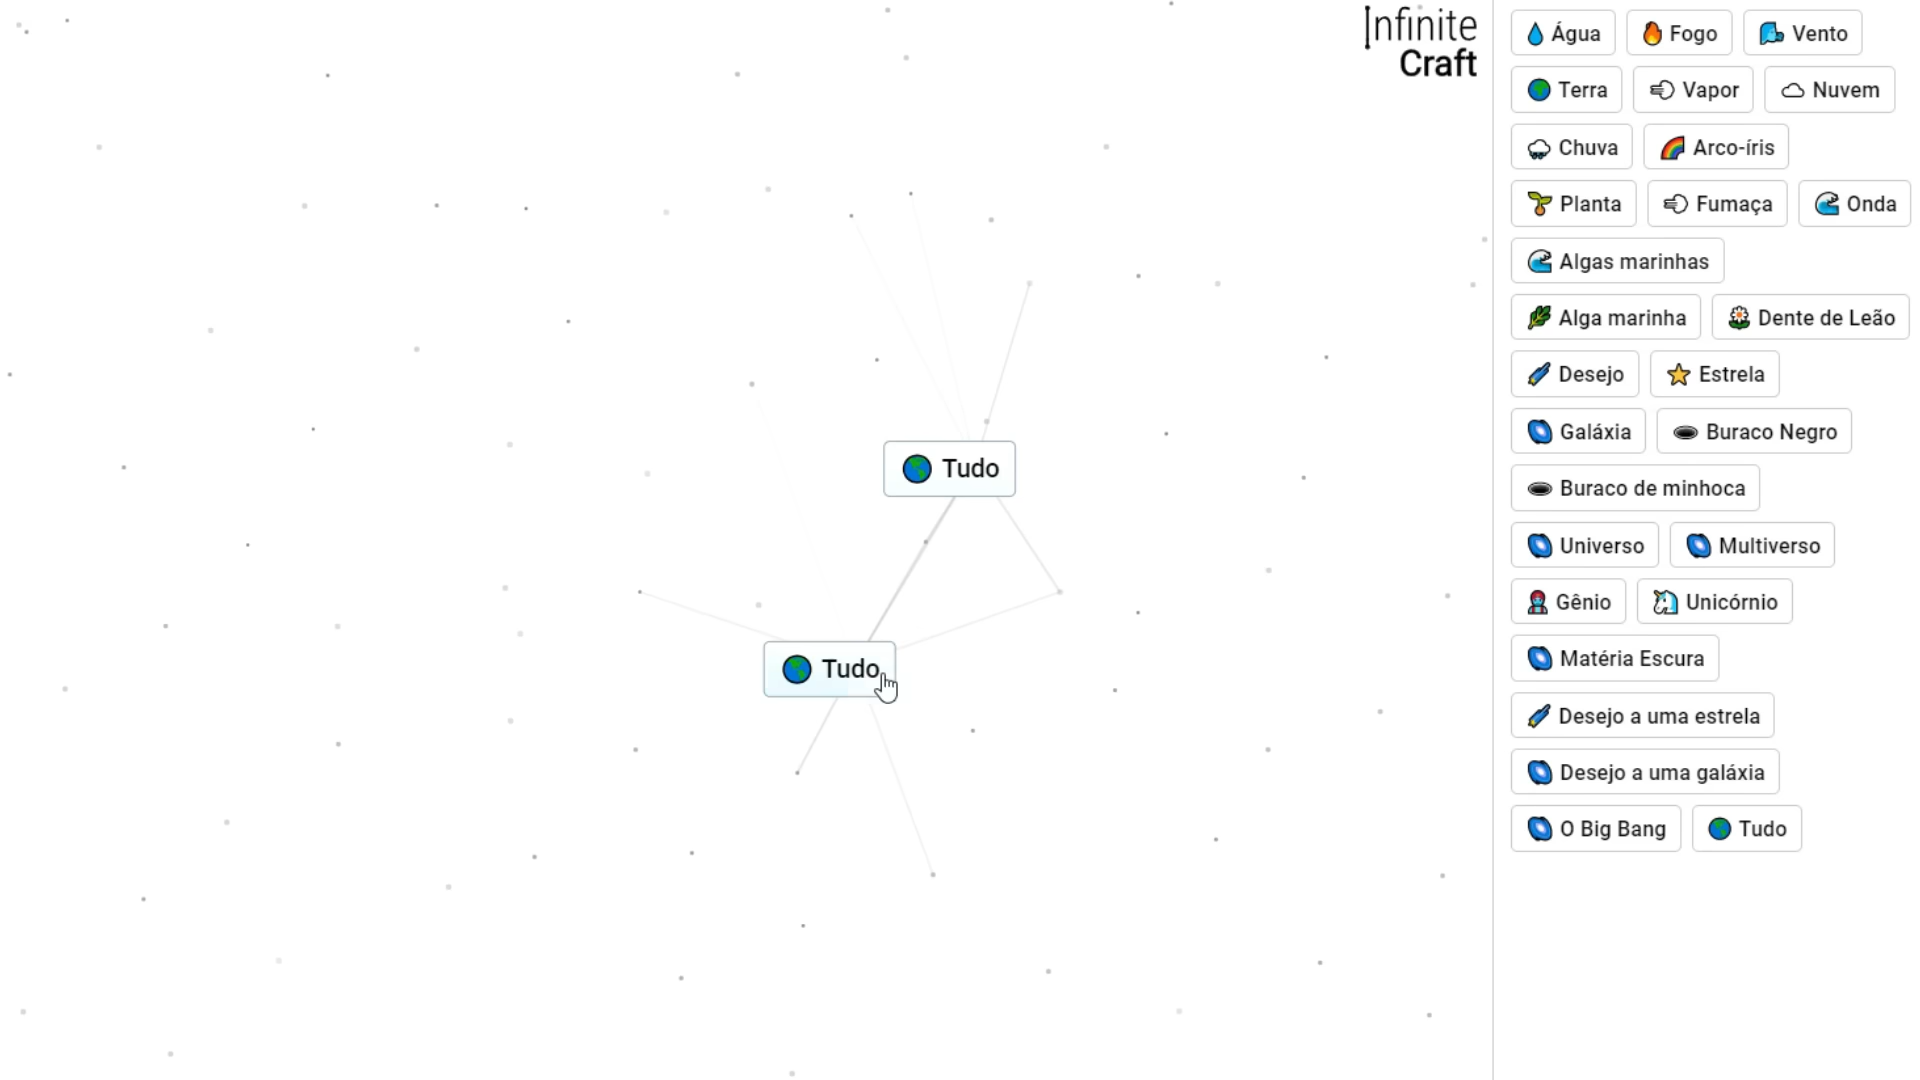 Infinite
Craft
Água Fogo Vento
Terra Vapor Nuvem
Chuva Arco-íris
Planta Fumaça Onda
Algas marinhas
Alga marinha Dente de Leão
Desejo Estrela
Galáxia Buraco Negro
Buraco de minhoca
Universo Multiverso
Gênio Unicórnio
Matéria Escura
Desejo a uma estrela
Desejo a uma galáxia
O Big Bang Tudo
Tudo
Tudo